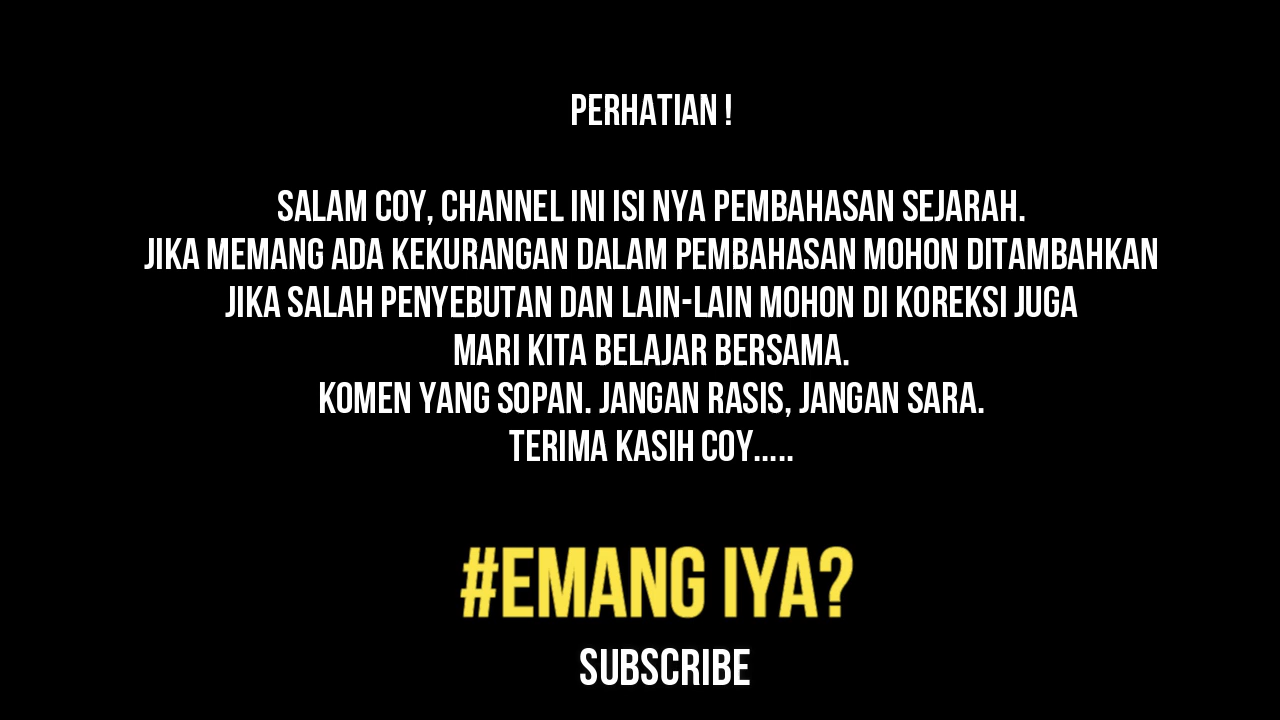 PERHATIAN !
SALAM COY, CHANNEL INI ISI NYA PEMBAHASAN SEJARAH.
JIKA MEMANG ADA KEKURANGAN DALAM PEMBAHASAN MOHON DITAMBAHKAN
JIKA SALAH PENYEBUTAN DAN LAIN-LAIN MOHON DI KOREKSI JUGA
MARI KITA BELAJAR BERSAMA.
KOMEN YANG SOPAN. JANGAN RASIS, JANGAN SARA.
TERIMA KASIH COY.....
#EMANG IYA?
SUBSCRIBE